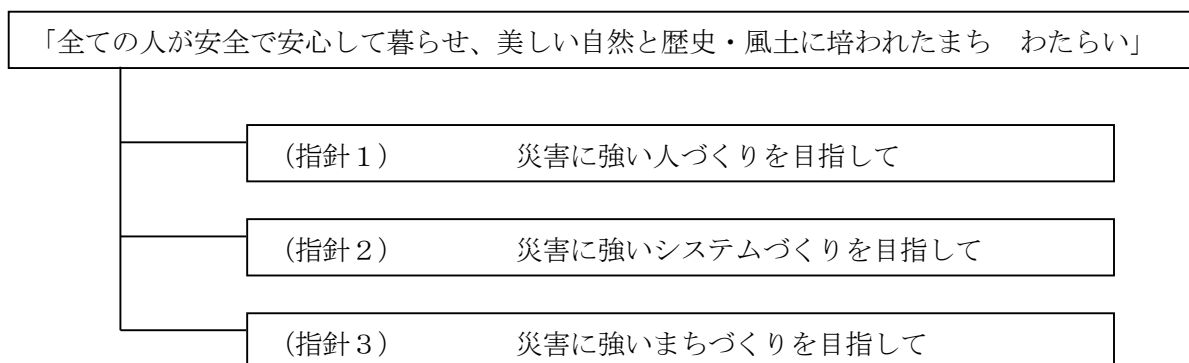 「全ての人が安全で安心して暮らせ、美しい自然と歴史・風土に培われたまち　わたらい」
（指針１）　災害に強い人づくりを目指して
（指針２）　災害に強いシステムづくりを目指して
（指針３）　災害に強いまちづくりを目指して